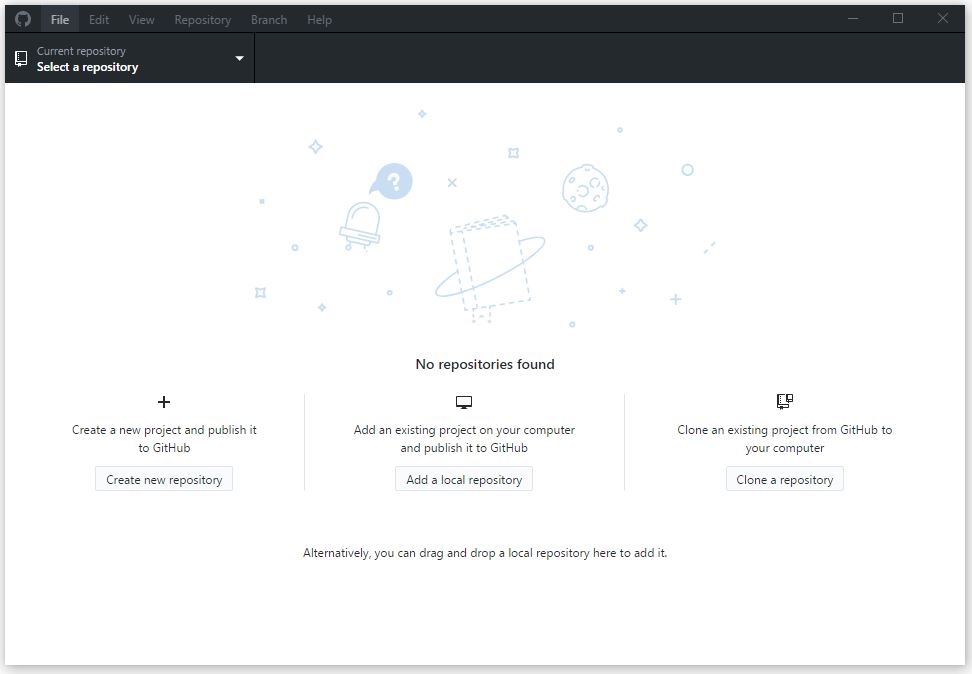 File Edit View Repository Branch Help
Current repository
Select a repository
?
No repositories found
Create a new project and publish it
to GitHub
Create new repository
Add an existing project on your computer
and publish it to GitHub
Add a local repository
Clone an existing project from GitHub to
your computer
Clone a repository
Alternatively, you can drag and drop a local repository here to add it.